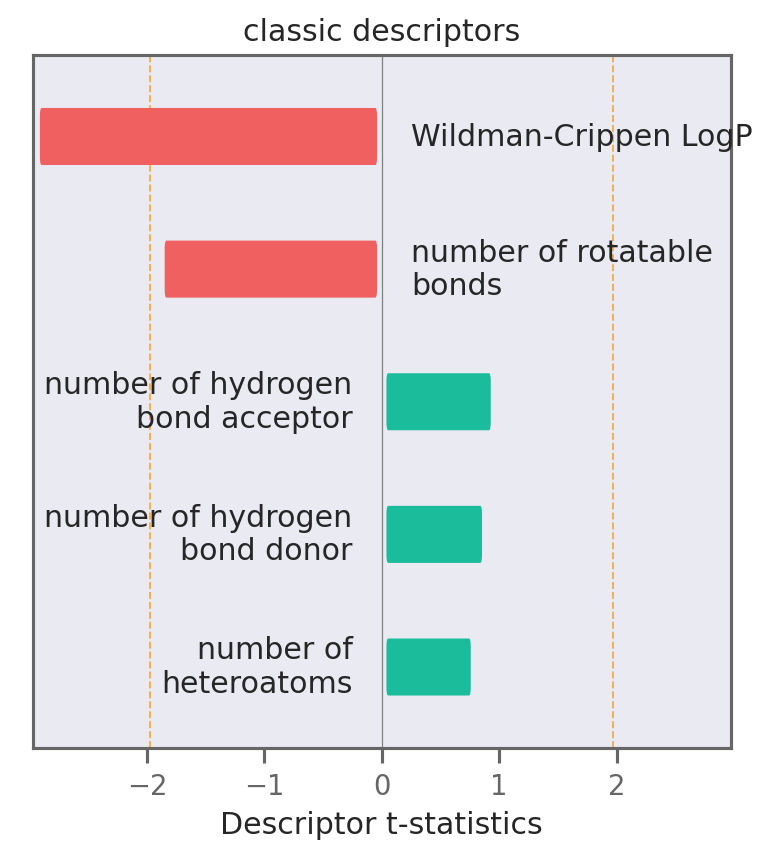 classic descriptors
Wildman-Crippen LogP
number of rotatable
bonds
number of hydrogen
bond acceptor
number of hydrogen
bond donor
number of
heteroatoms
−2 −1 0 1 2
Descriptor t-statistics